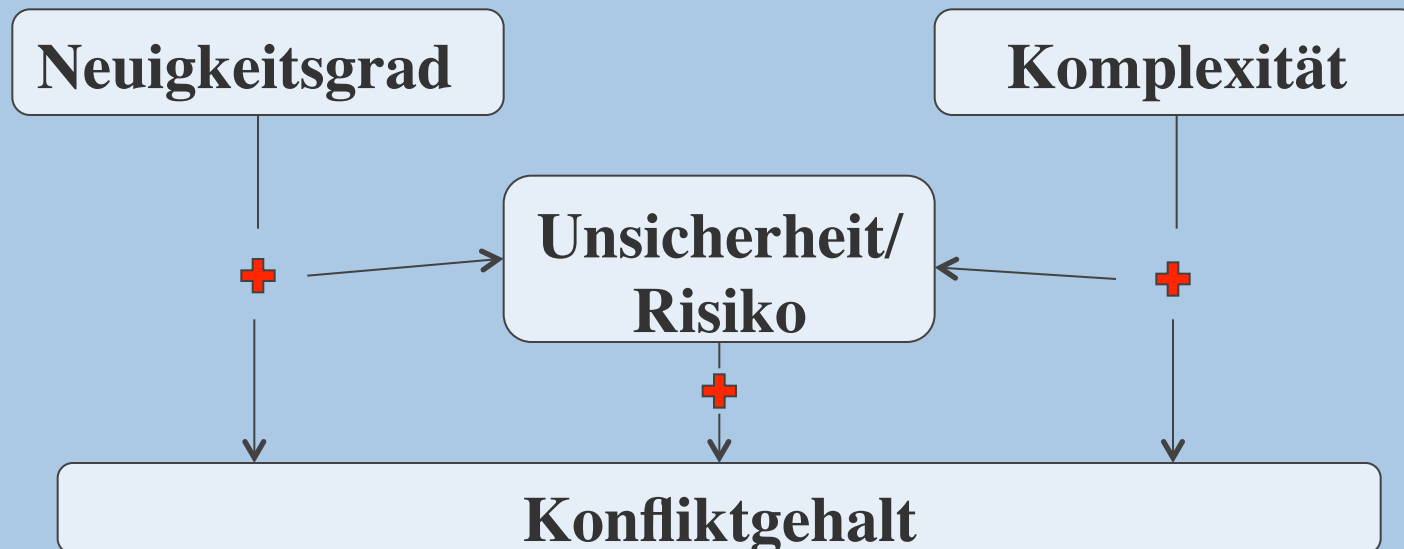 Neuigkeitsgrad
Komplexität
Unsicherheit/
Risiko
Konfliktgehalt